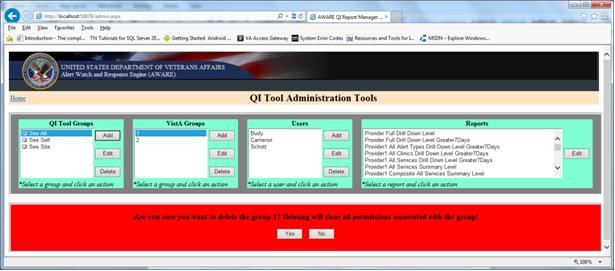 http://localhost:50678/admin.aspx
AWARE QI Report Manager ...
File Edit View Favorites Tools Help
Introduction - The compl...
TN Tutorials for SQL Server 20...
Getting Started Android ...
VA Access Gateway
System Error Codes
Resources and Tools for I...
MSDN – Explore Windows...
UNITED STATES DEPARTMENT OF VETERANS AFFAIRS
Alert Watch and Response Engine (AWARE)
Home
QI Tool Administration Tools
QI Tool Groups
QI See All
QI See Self
QI See Site
Add
Edit
Delete
*Select a group and click an action
VistA Groups
1
2
Add
Edit
Delete
*Select a group and click an action
Users
Budy
Cameron
Schott
Add
Edit
Delete
*Select a user and click an action
Reports
Provider Full Drill Down Level
Provider Full Drill Down Level Greater7Days
Provider1 All Alert Types Drill Down Level Greater7Days
Provider1 All Clinics Drill Down Level Greater7Days
Provider1 All Services Drill Down Level Greater7Days
Provider1 All Services Summary Level
Provider1 Composite All Services Summary Level
Edit
*Select a report and click an action
Are you sure you want to delete the group 1? Deleting will clear all permissions associated with the group!
Yes No
100%